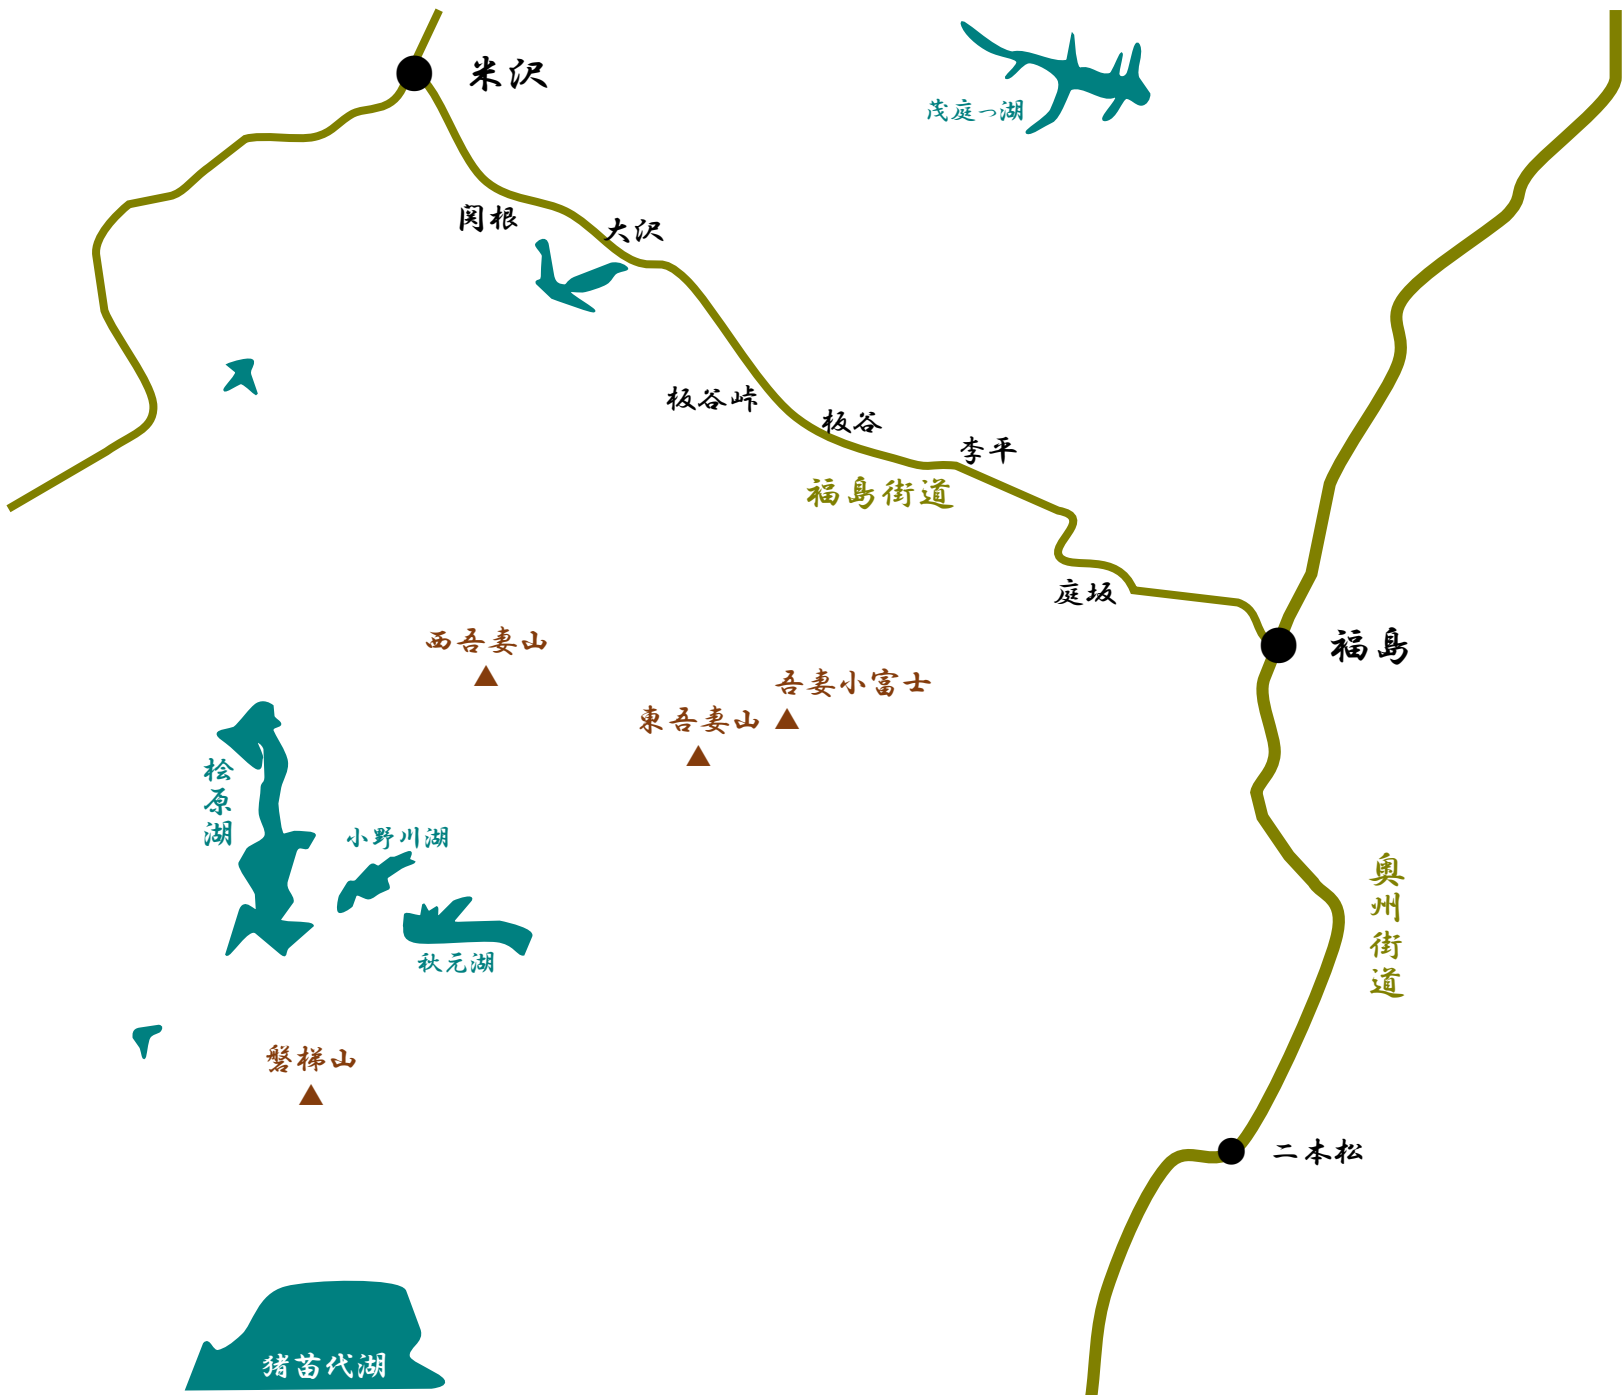 米沢
茂庭っ湖
関根
大沢
板谷峠
板谷
李平
福島街道
庭坂
福島
西吾妻山
吾妻小富士
東吾妻山
桧原湖
小野川湖
秋元湖
奥州街道
磐梯山
二本松
猪苗代湖